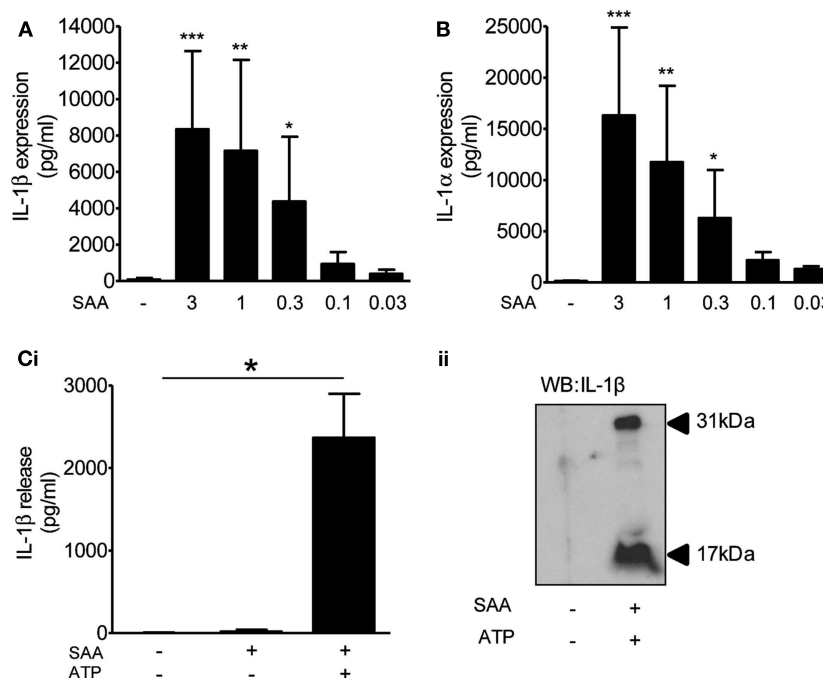 A
IL-1β expression
(pg/ml)
14000
12000
10000
8000
6000
4000
2000
0
*** ** *
SAA - 3 1 0.3 0.1 0.03
B
IL-1α expression
(pg/ml)
25000
20000
15000
10000
5000
0
*** ** *
SAA - 3 1 0.3 0.1 0.03
Ci
IL-1β release
(pg/ml)
3000
2000
1000
0
*
SAA - + +
ATP - - +
ii
WB:IL-1β
31kDa
17kDa
SAA - +
ATP - +